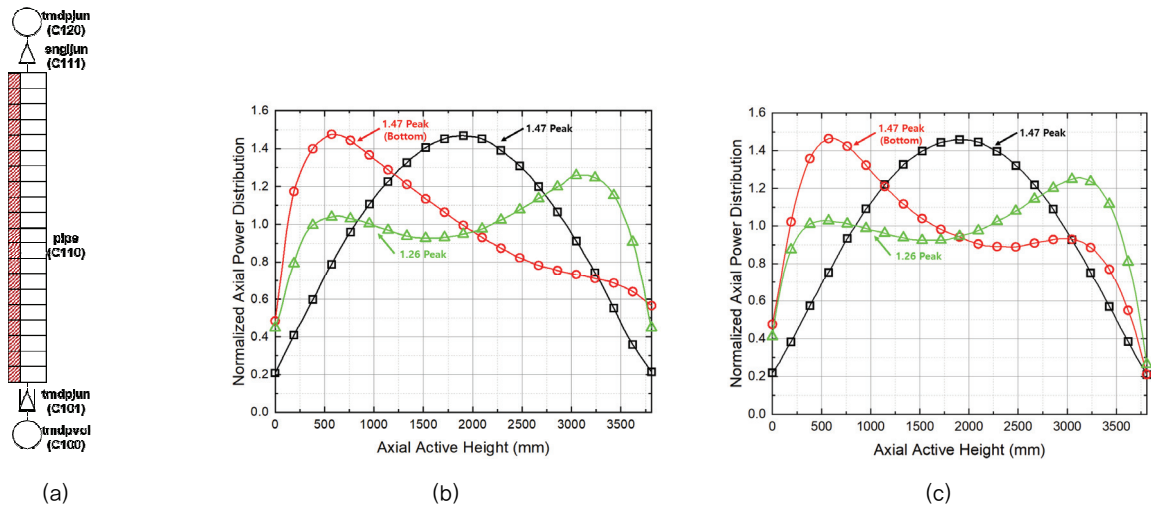 tmdpjun
(C120)
sngljun
(C111)
pipe
(C110)
tmdpjun
(C101)
tmdpvol
(C100)
(a)
Normalized Axial Power Distribution
1.6
1.4
1.2
1.0
0.8
0.6
0.4
0.2
0.0
1.47 Peak
(Bottom)
1.47 Peak
1.26 Peak
0 500 1000 1500 2000 2500 3000 3500
Axial Active Height (mm)
(b)
Normalized Axial Power Distribution
1.6
1.4
1.2
1.0
0.8
0.6
0.4
0.2
0.0
1.47 Peak
(Bottom)
1.47 Peak
1.26 Peak
0 500 1000 1500 2000 2500 3000 3500
Axial Active Height (mm)
(c)